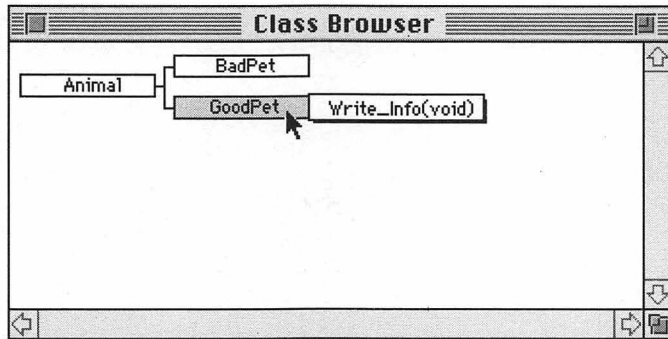 Class Browser
BadPet
Animal
GoodPet
Write_Info(void)